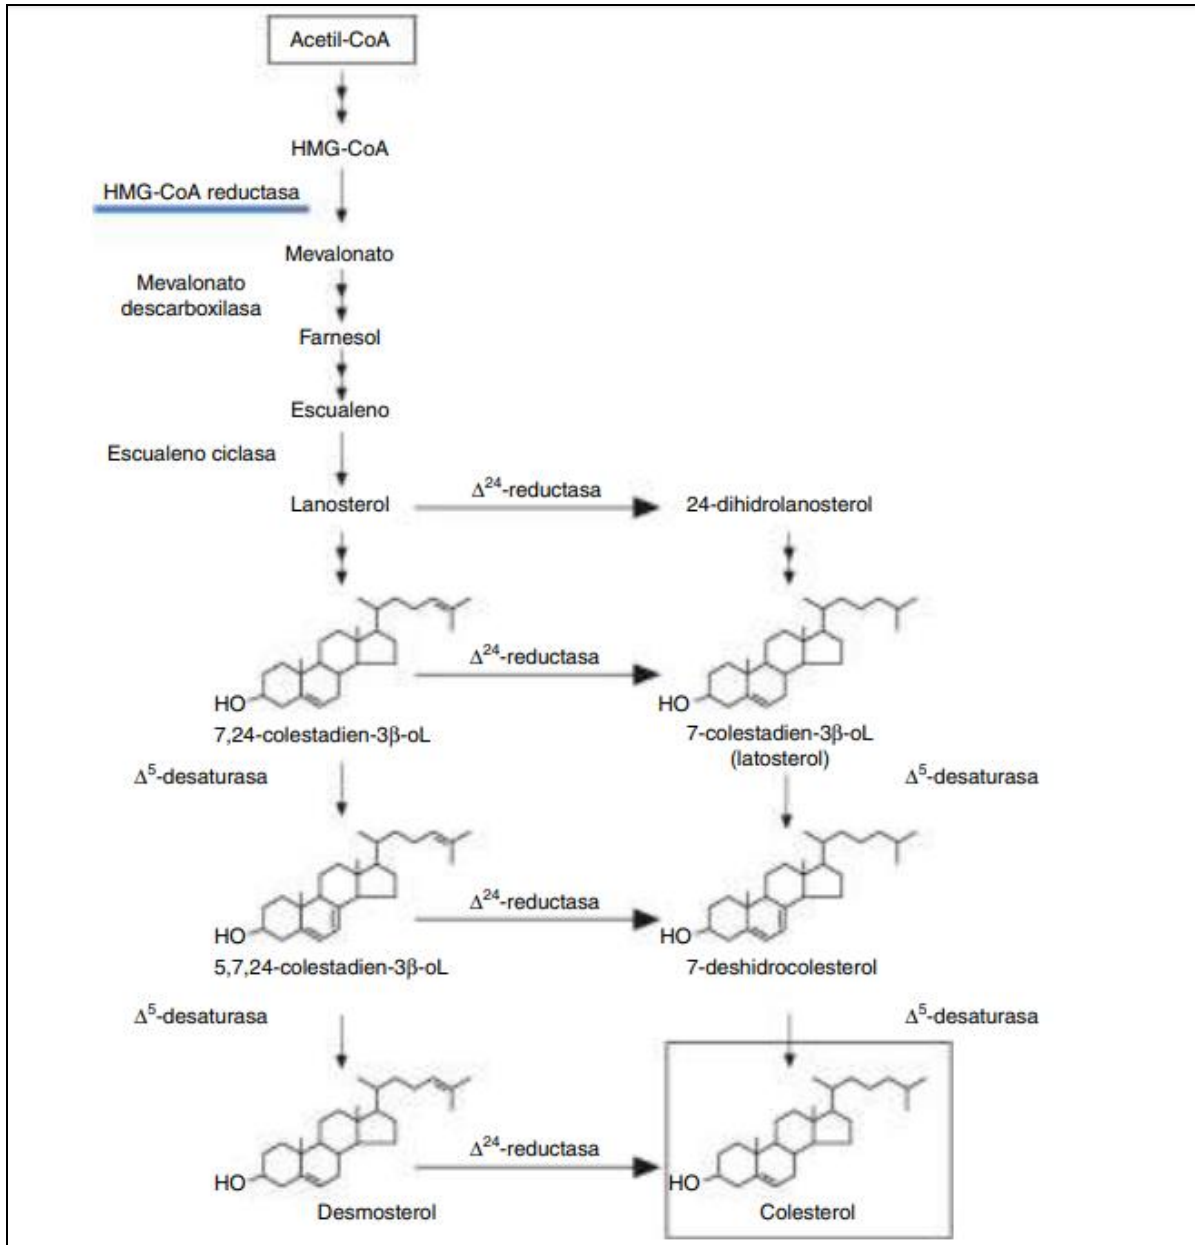 Acetil-CoA
HMG-CoA
HMG-CoA reductasa
Mevalonato
Mevalonato
descarboxilasa
Farnesol
Escualeno
Escualeno ciclasa
Lanosterol
Δ24-reductasa
24-dihidrolanosterol
Δ24-reductasa
HO
HO
7,24-colestadien-3β-oL
7-colestadien-3β-oL
(latosterol)
Δ5-desaturasa
Δ5-desaturasa
Δ24-reductasa
HO
HO
5,7,24-colestadien-3β-oL
7-deshidrocolesterol
Δ5-desaturasa
Δ5-desaturasa
Δ24-reductasa
HO
HO
Desmosterol
Colesterol